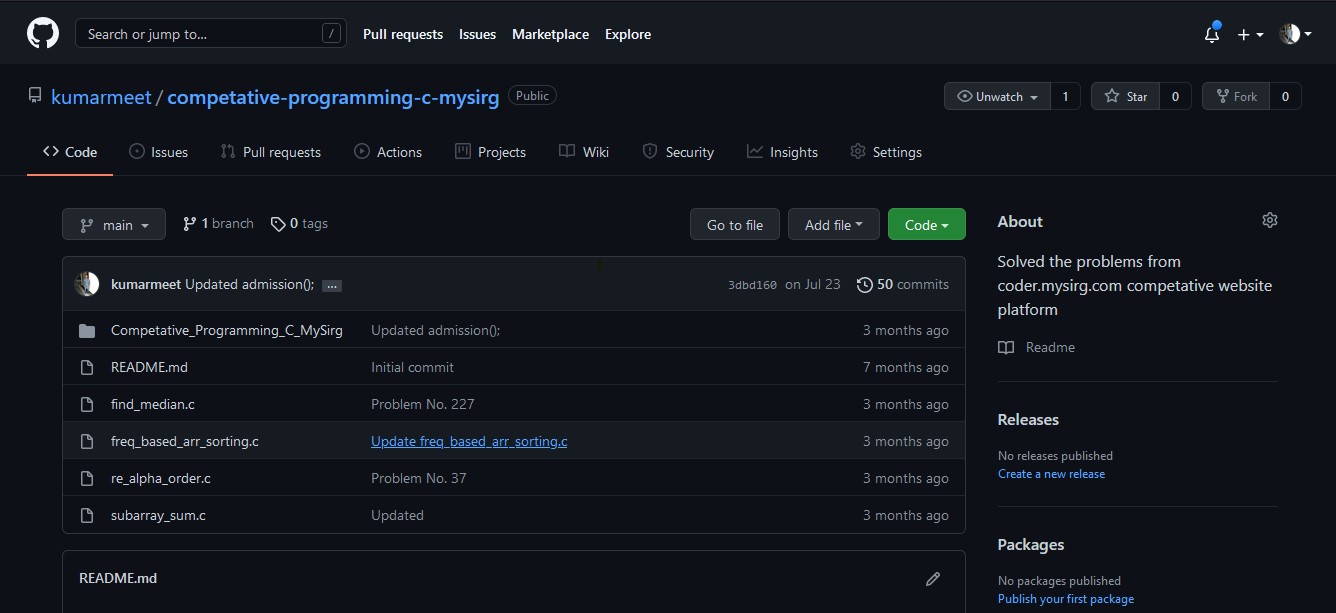 Search or jump to... / Pull requests Issues Marketplace Explore
kumarmeet / competative-programming-c-mysirg Public Unwatch 1 Star 0 Fork 0
Code Issues Pull requests Actions Projects Wiki Security Insights Settings
main 1 branch 0 tags Go to file Add file Code
kumarmeet Updated admission(); ... 3dbd160 on Jul 23 50 commits
Competative_Programming_C_MySirg Updated admission(); 3 months ago
README.md Initial commit 7 months ago
find_median.c Problem No. 227 3 months ago
freq_based_arr_sorting.c Update freq_based_arr_sorting.c 3 months ago
re_alpha_order.c Problem No. 37 3 months ago
subarray_sum.c Updated 3 months ago
README.md
About
Solved the problems from
coder.mysirg.com competative website
platform
Readme
Releases
No releases published
Create a new release
Packages
No packages published
Publish your first package